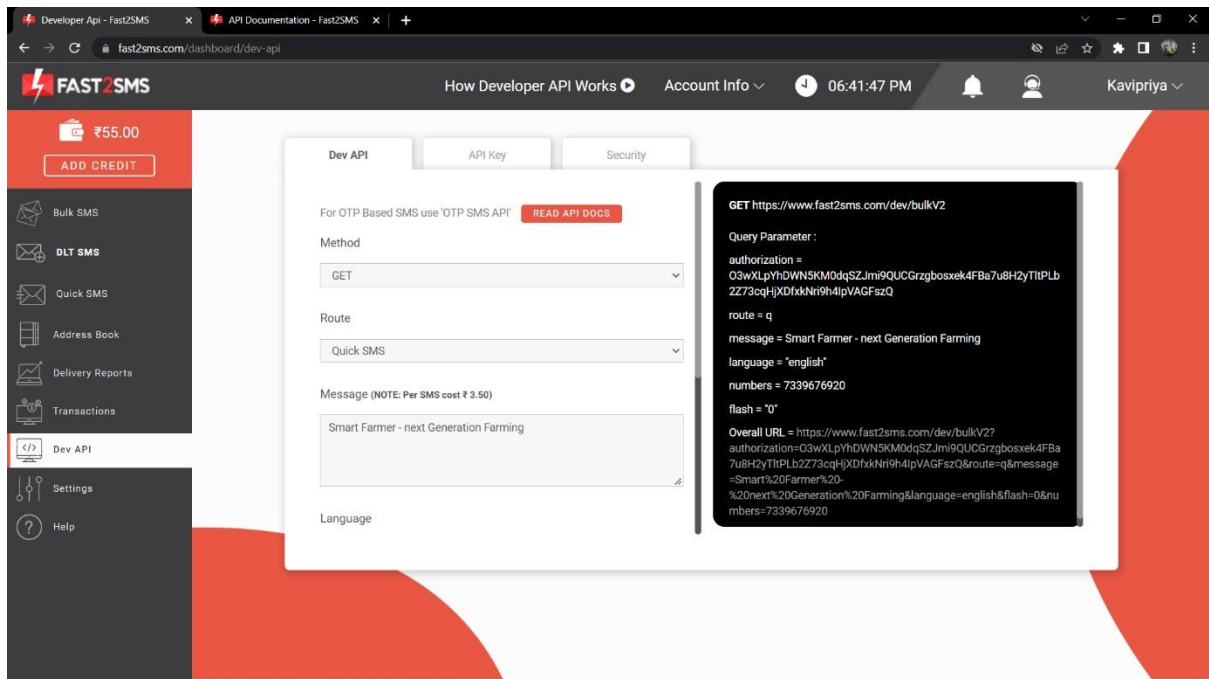 Developer Api - Fast2SMS
API Documentation - Fast2SMS
fast2sms.com/dashboard/dev-api
FAST2SMS
How Developer API Works
Account Info
06:41:47 PM
Kavipriya
₹55.00
ADD CREDIT
Bulk SMS
DLT SMS
Quick SMS
Address Book
Delivery Reports
Transactions
Dev API
Settings
Help
Dev API
API Key
Security
For OTP Based SMS use 'OTP SMS API'
READ API DOCS
Method
GET
Route
Quick SMS
Message (NOTE: Per SMS cost ₹ 3.50)
Smart Farmer - next Generation Farming
Language
GET https://www.fast2sms.com/dev/bulkV2
Query Parameter :
authorization =
route = q
message = Smart Farmer - next Generation Farming
language = "english"
numbers = 7339676920
flash = "0"
Overall URL = https://www.fast2sms.com/dev/bulkV2?
authorization=
&route=q&message
=Smart%20Farmer%20-
%20next%20Generation%20Farming&language=english&flash=0&nu
mbers=7339676920